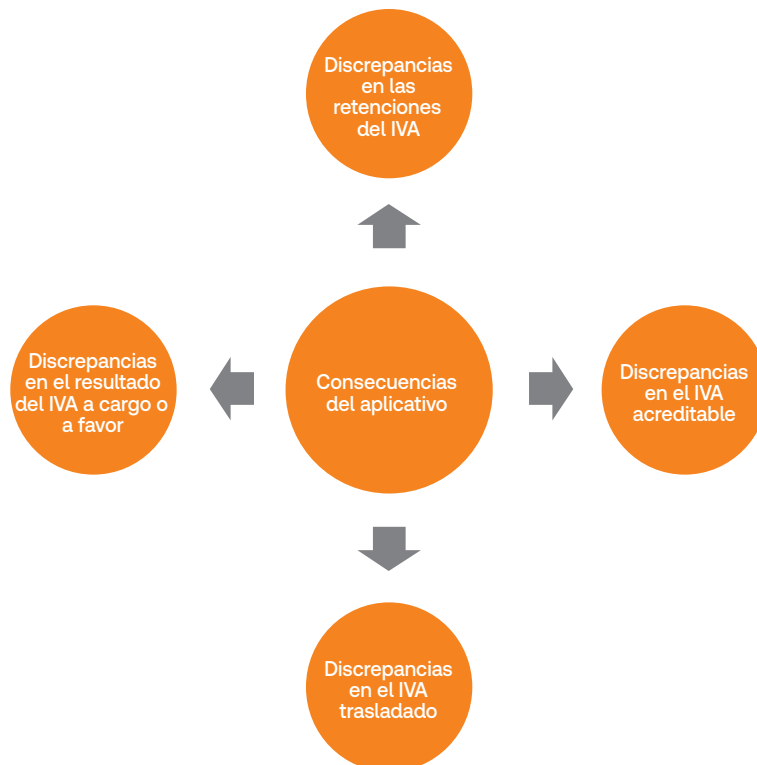 Discrepancias
en las
retenciones
del IVA
Discrepancias
en el resultado
del IVA a cargo o
a favor
Consecuencias
del aplicativo
Discrepancias
en el IVA
acreditable
Discrepancias
en el IVA
trasladado